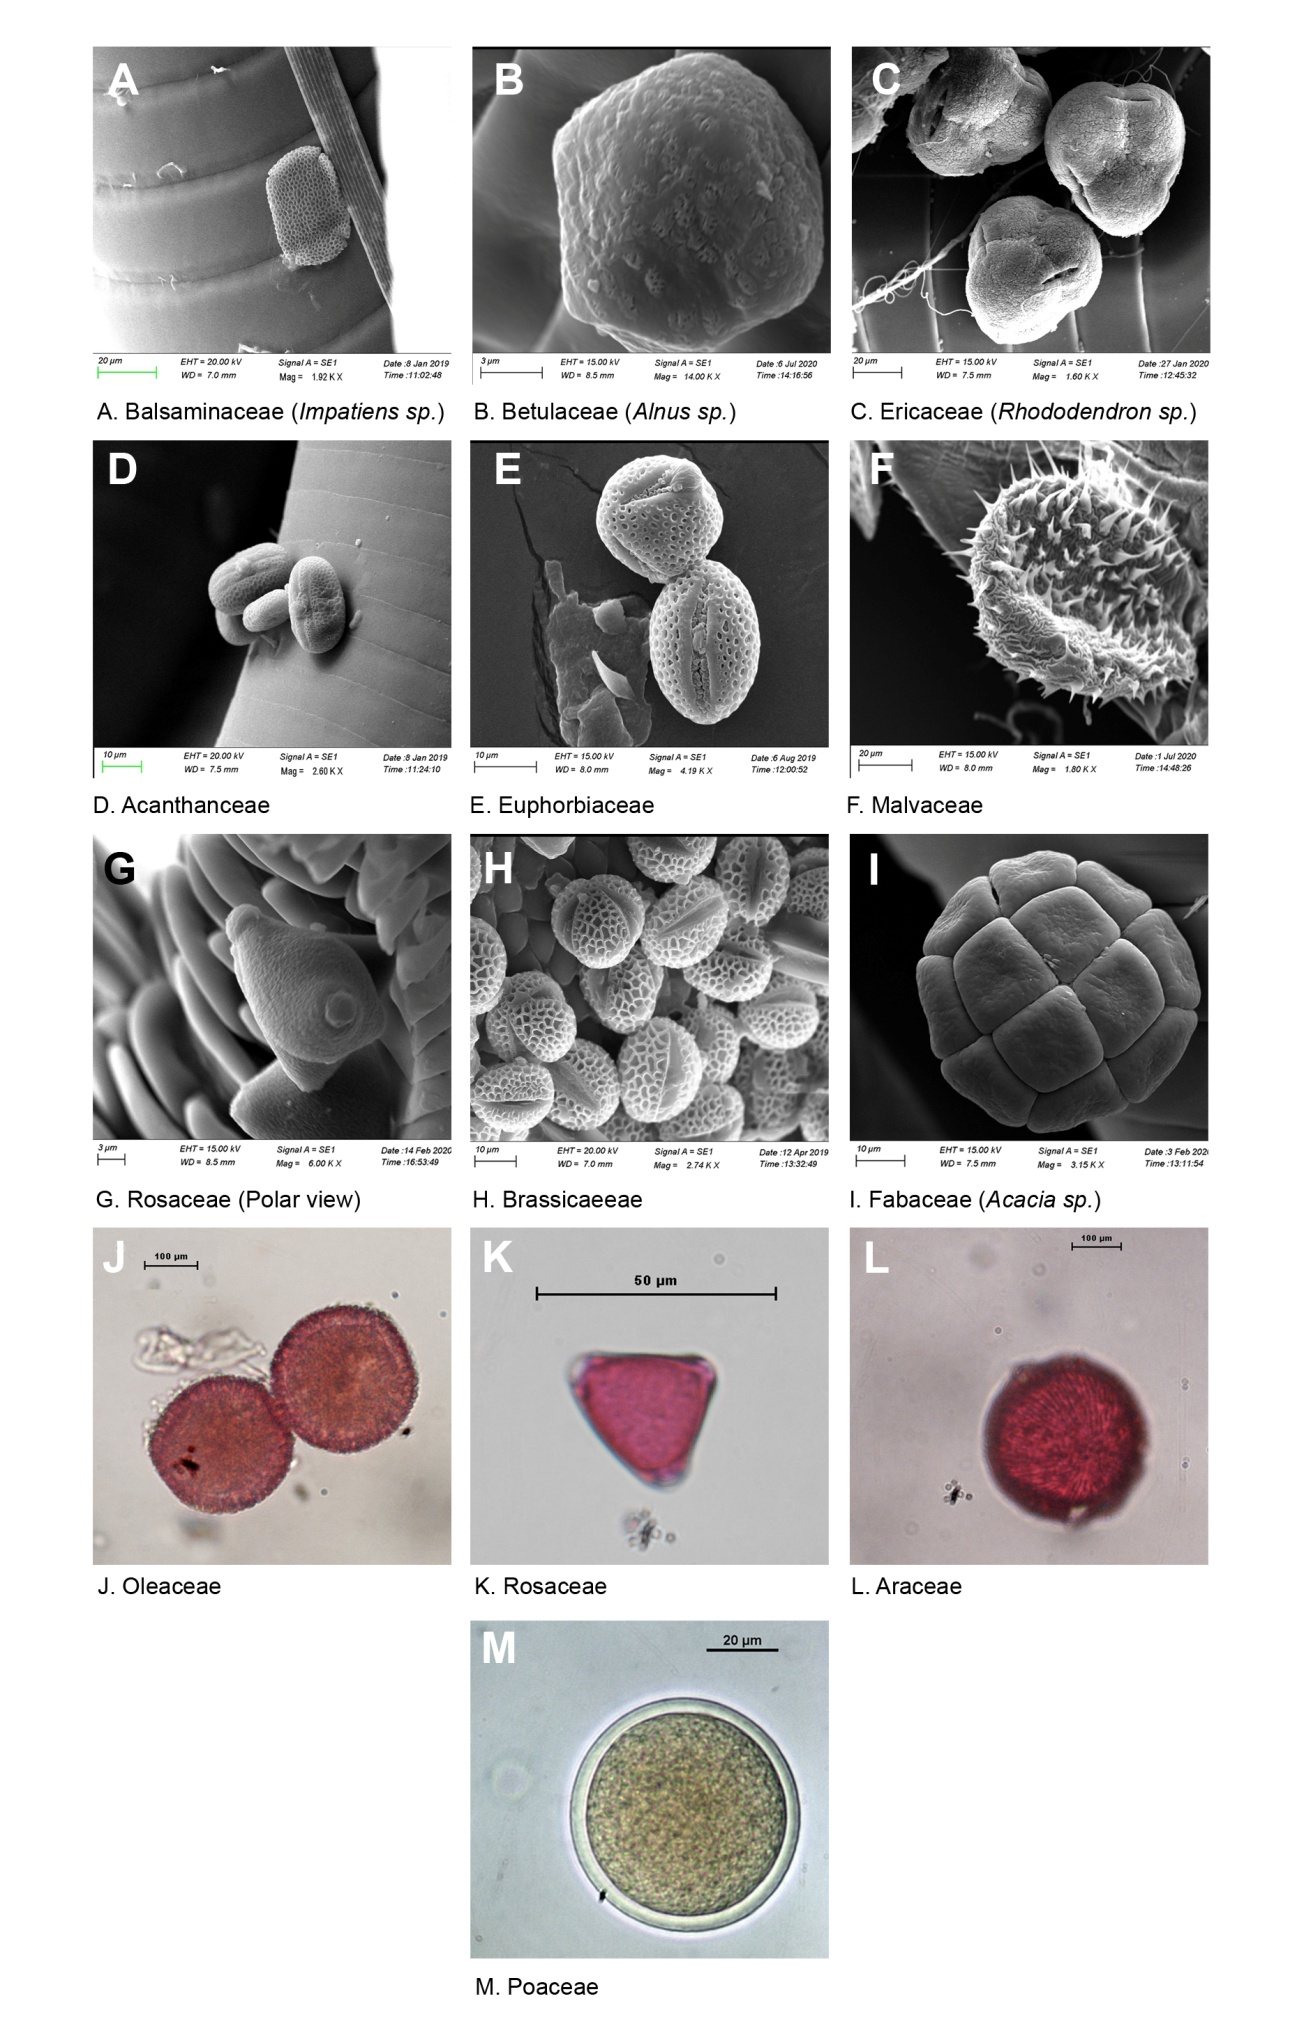 A
20 µm
EHT = 20.00 kV
Signal A = SE1
Date :8 Jan 2019
WD = 7.0 mm
Mag = 1.92 K X
Time :11:02:48
A. Balsaminaceae (Impatiens sp.)
B
3 µm
EHT = 15.00 kV
Signal A = SE1
Date :6 Jul 2020
WD = 8.5 mm
Mag = 14.00 K X
Time :14:16:56
B. Betulaceae (Alnus sp.)
C
20 µm
EHT = 15.00 kV
Signal A = SE1
Date :27 Jan 2020
WD = 7.5 mm
Mag = 1.60 K X
Time :12:45:32
C. Ericaceae (Rhododendron sp.)
D
10 µm
EHT = 20.00 kV
Signal A = SE1
Date :8 Jan 2019
WD = 7.5 mm
Mag = 2.60 K X
Time :11:24:10
D. Acanthanceae
E
10 µm
EHT = 15.00 kV
Signal A = SE1
Date :6 Aug 2019
WD = 8.0 mm
Mag = 4.19 K X
Time :12:00:52
E. Euphorbiaceae
F
20 µm
EHT = 15.00 kV
Signal A = SE1
Date :1 Jul 2020
WD = 8.0 mm
Mag = 1.80 K X
Time :14:48:26
F. Malvaceae
G
3 µm
EHT = 15.00 kV
Signal A = SE1
Date :14 Feb 2020
WD = 8.5 mm
Mag = 6.00 K X
Time :16:53:49
G. Rosaceae (Polar view)
H
10 µm
EHT = 20.00 kV
Signal A = SE1
Date :12 Apr 2019
WD = 7.0 mm
Mag = 2.74 K X
Time :13:32:49
H. Brassicaeeae
I
10 µm
EHT = 15.00 kV
Signal A = SE1
Date :3 Feb 202
WD = 7.5 mm
Mag = 3.15 K X
Time :13:11:54
I. Fabaceae (Acacia sp.)
J
100 µm
J. Oleaceae
K
50 µm
K. Rosaceae
L
100 µm
L. Araceae
M
20 µm
M. Poaceae